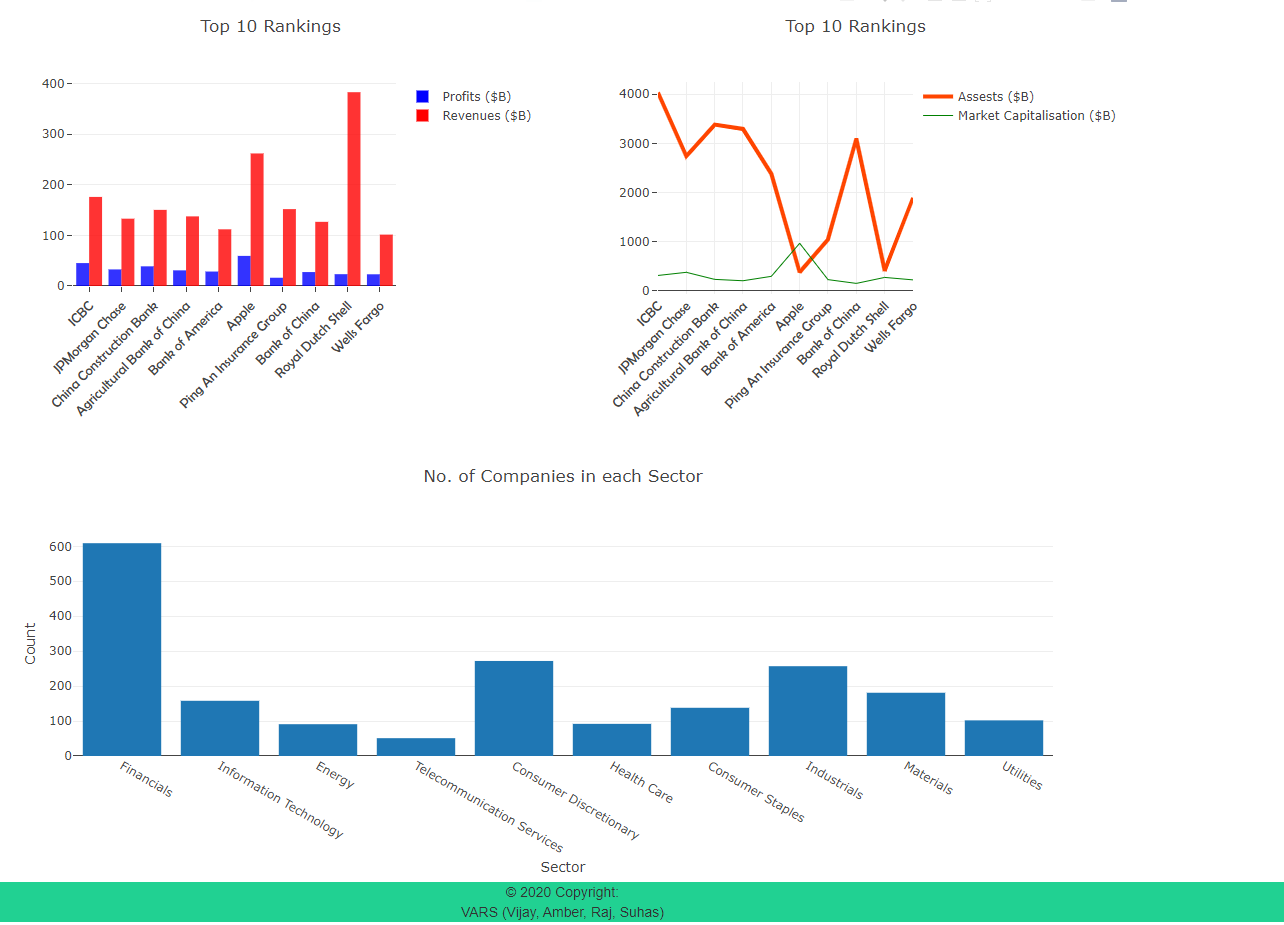 Top 10 Rankings
400
300
200
100
0
ICBC
JPMorgan Chase
China Construction Bank
Agricultural Bank of China
Bank of America
Apple
Ping An Insurance Group
Bank of China
Royal Dutch Shell
Wells Fargo
Profits ($B)
Revenues ($B)
Top 10 Rankings
4000
3000
2000
1000
0
ICBC
JPMorgan Chase
China Construction Bank
Agricultural Bank of China
Bank of America
Apple
Ping An Insurance Group
Bank of China
Royal Dutch Shell
Wells Fargo
Assests ($B)
Market Capitalisation ($B)
No. of Companies in each Sector
Count
600
500
400
300
200
100
0
Financials
Information Technology
Energy
Telecommunication Services
Consumer Discretionary
Health Care
Consumer Staples
Industrials
Materials
Utilities
Sector
© 2020 Copyright:
VARS (Vijay, Amber, Raj, Suhas)